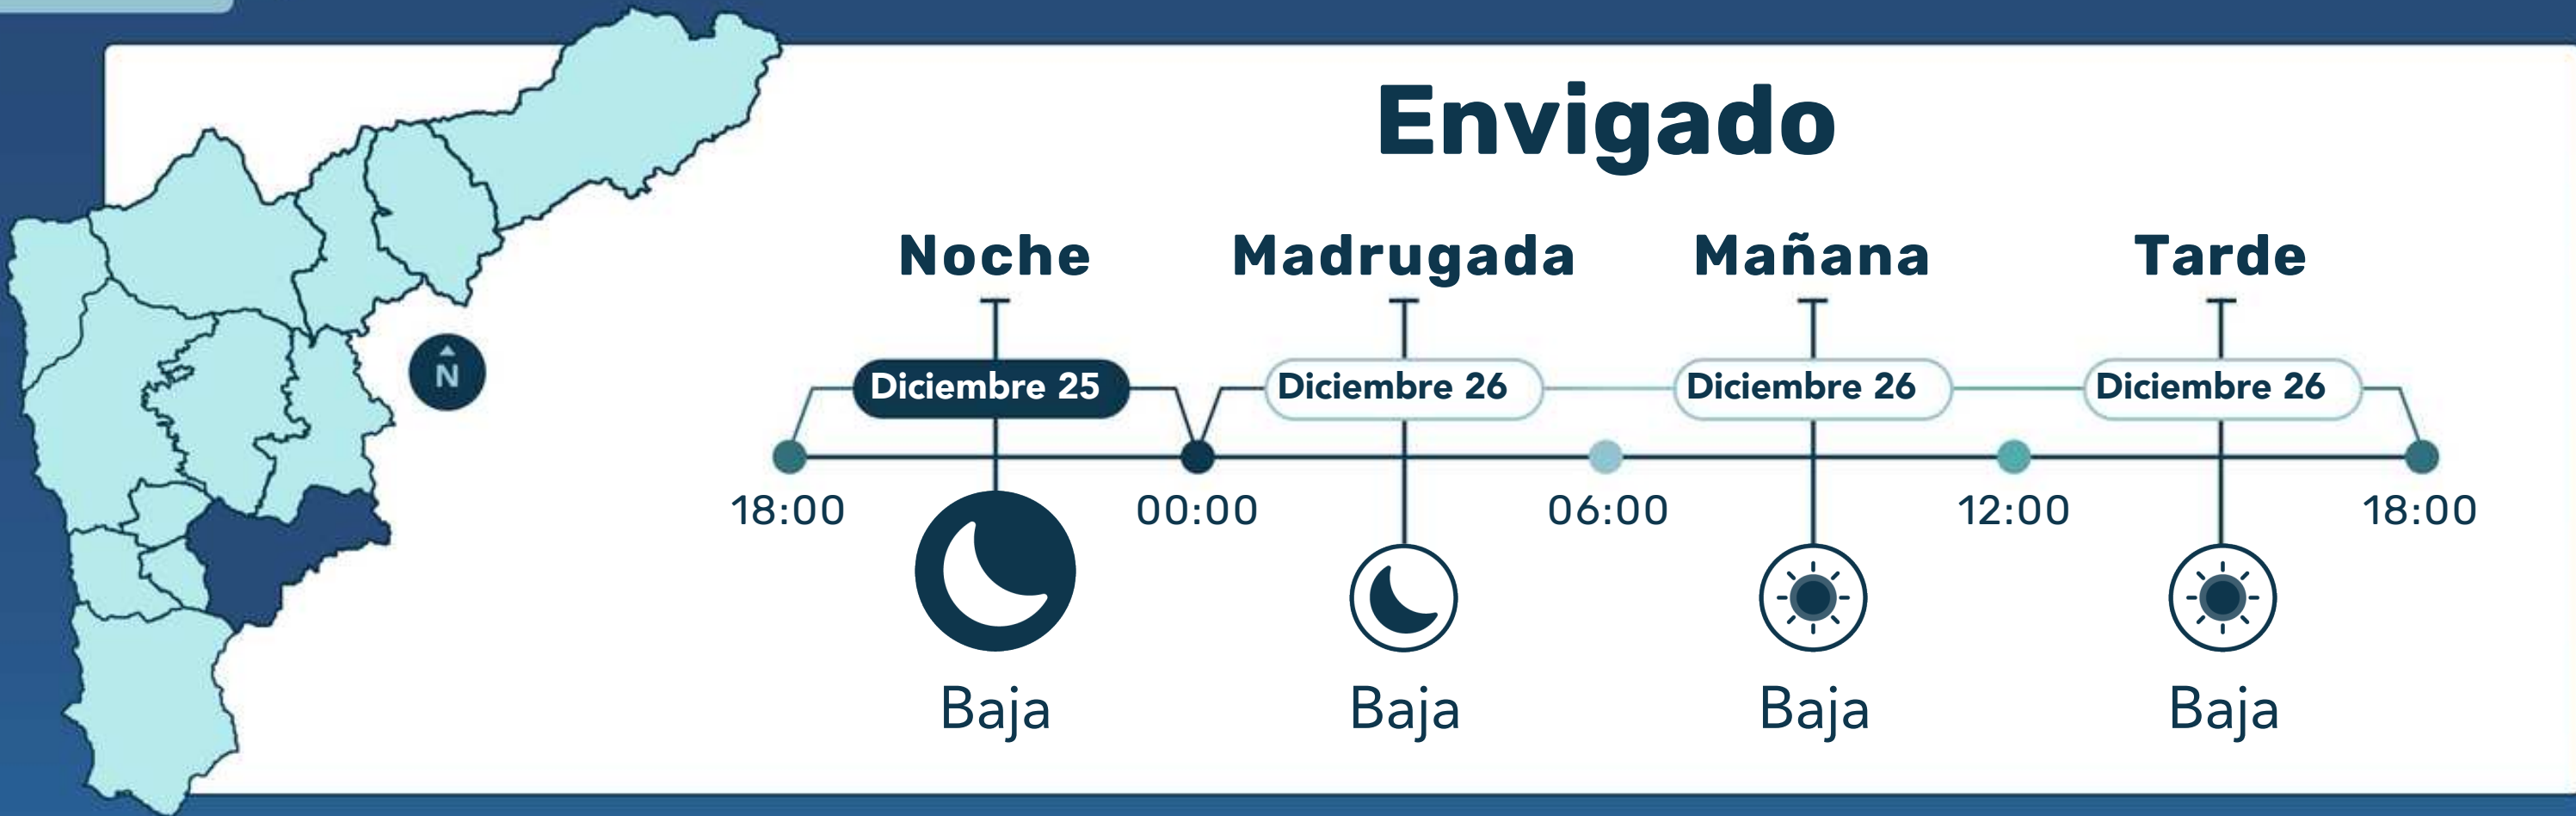 Envigado
Noche Madrugada Mañana Tarde
Diciembre 25 Diciembre 26 Diciembre 26 Diciembre 26
N
18:00 00:00 06:00 12:00 18:00
Baja Baja Baja Baja